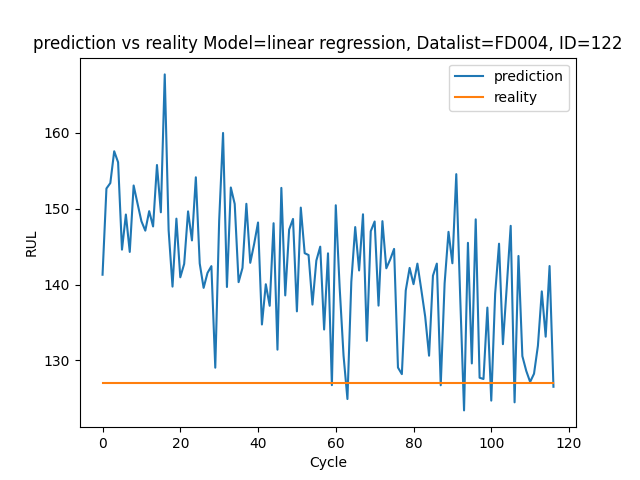 prediction vs reality Model=linear regression, Datalist=FD004, ID=122
prediction
reality
RUL
160
150
140
130
0 20 40 60 80 100 120
Cycle